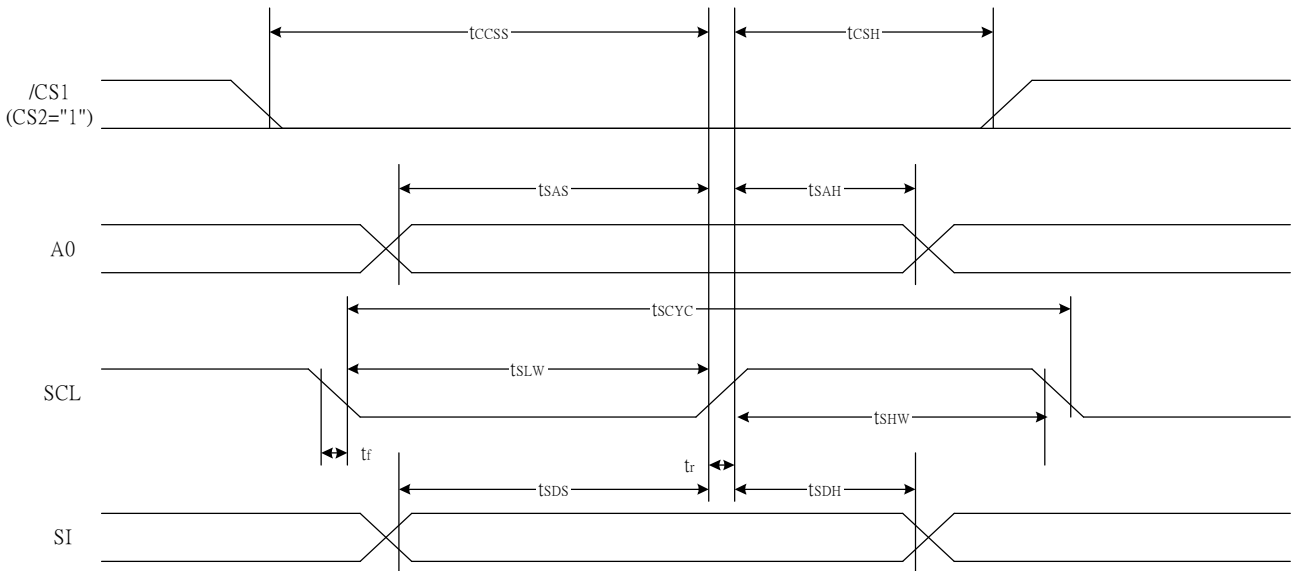 tCCSS
tCSH
/CS1
(CS2="1")
tSAS
tSAH
A0
tSCYC
tSLW
SCL
tSHW
tf
tr
tSDS
tSDH
SI